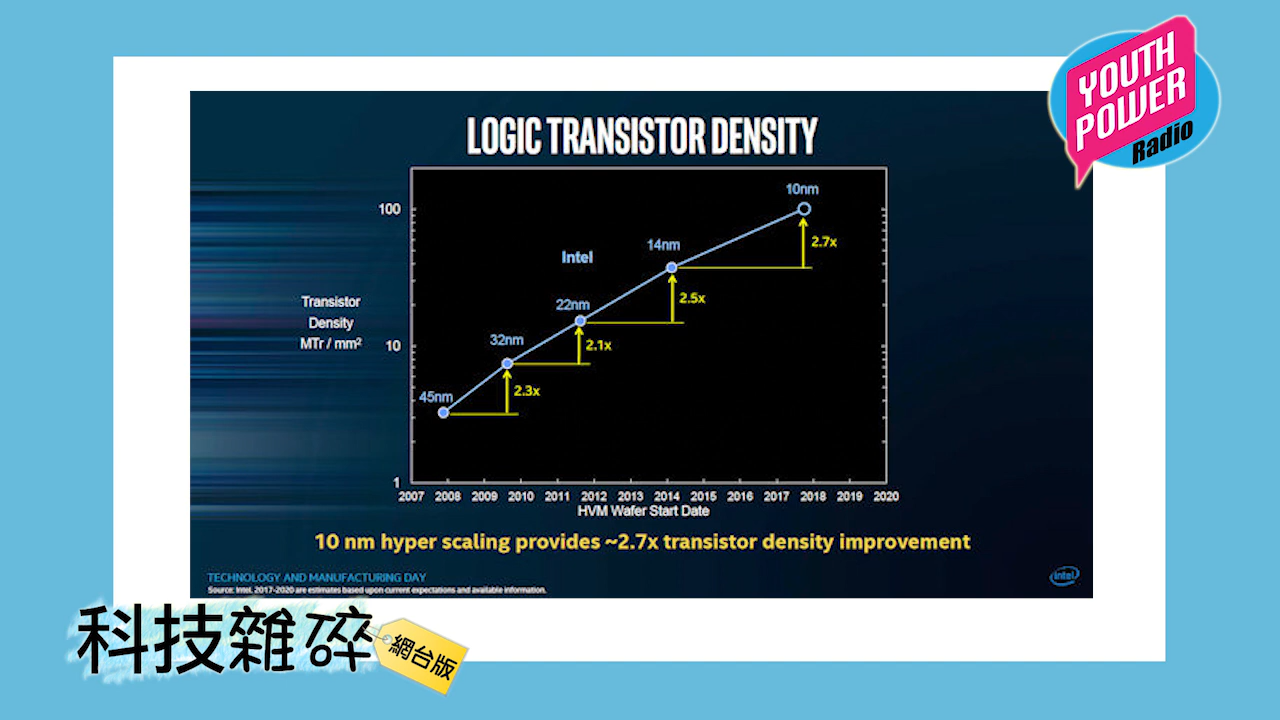 YOUTH
POWER
Radio
LOGIC TRANSISTOR DENSITY
10nm
100
14nm
2.7x
Intel
2.5x
22nm
Transistor
Density
MTr / mm²
32nm
10
2.1x
45nm
2.3x
1
2007 2008 2009 2010 2011 2012 2013 2014 2015 2016 2017 2018 2019 2020
HVM Wafer Start Date
10 nm hyper scaling provides ~2.7x transistor density improvement
TECHNOLOGY AND MANUFACTURING DAY
Source: Intel. 2017-2020 are estimates based upon current expectations and available information.
intel
科技雜碎
網台版